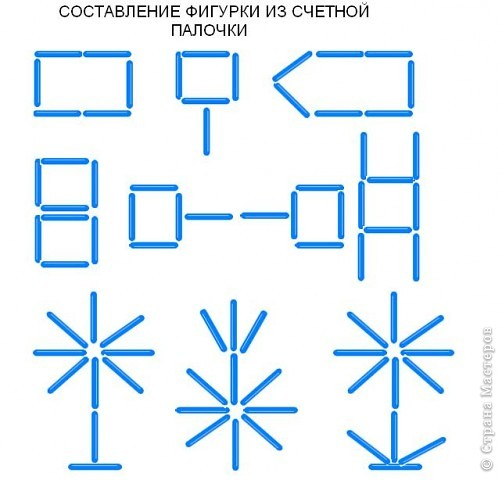 СОСТАВЛЕНИЕ ФИГУРКИ ИЗ СЧЕТНОЙ
ПАЛОЧКИ
© Страна Мастеров